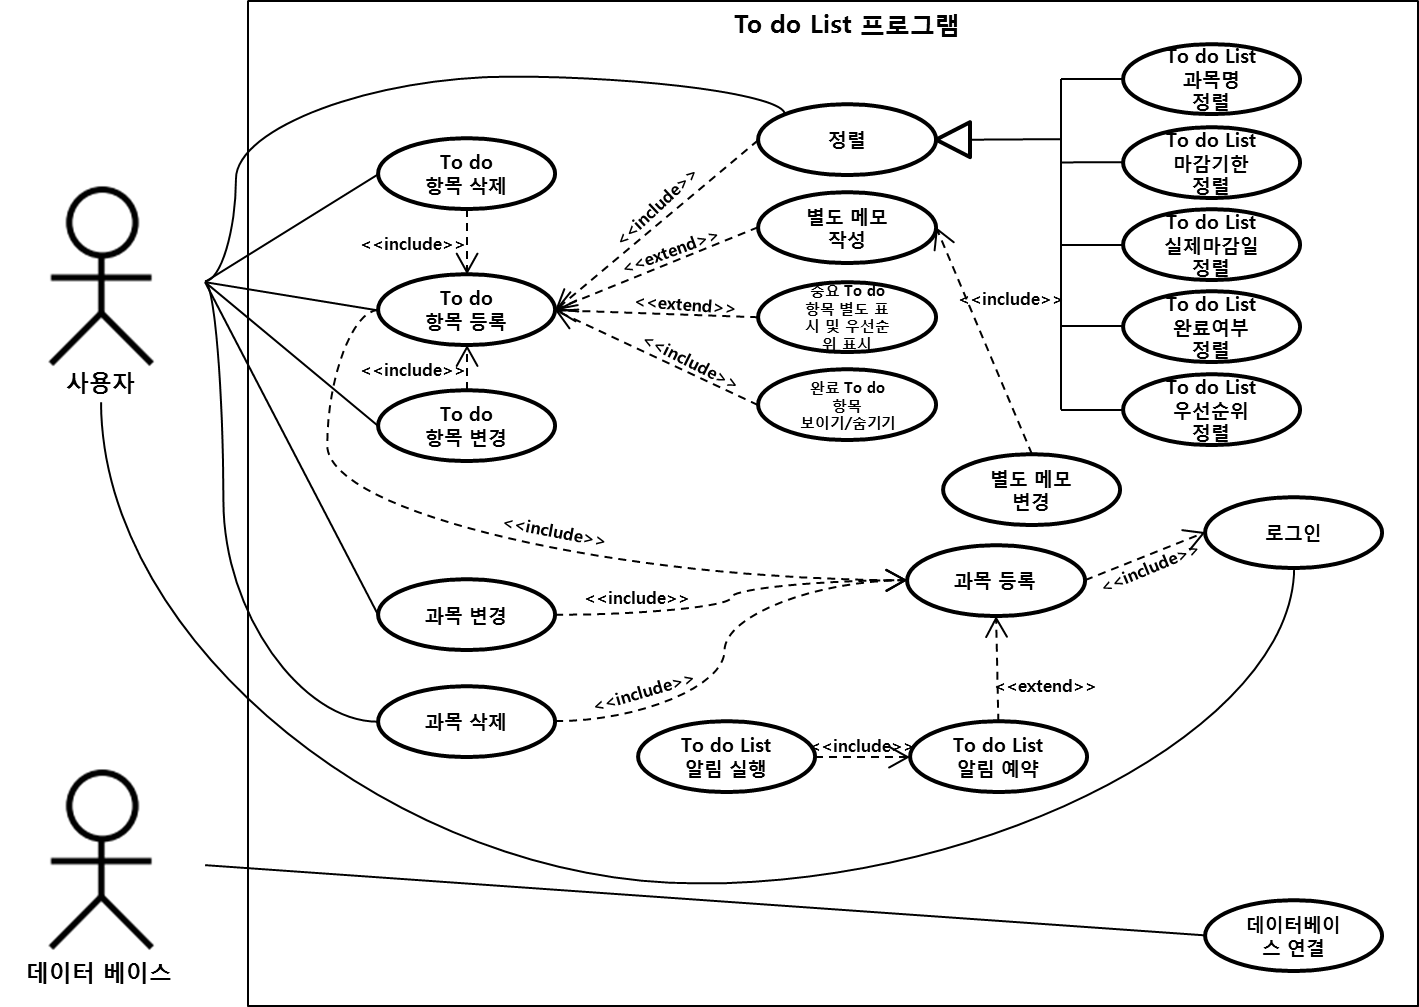 To do List 프로그램
To do List
과목명
정렬
To do List
마감기한
정렬
To do List
실제마감일
정렬
To do List
완료여부
정렬
To do List
우선순위
정렬
정렬
별도 메모
작성
중요 To do
항목 별도 표
시 및 우선순
위 표시
완료 To do
항목
보이기/숨기기
To do
항목 삭제
<<include>>
To do
항목 등록
<<include>>
To do
항목 변경
<<include>>
<<extend>>
<<extend>>
<<include>>
<<include>>
별도 메모
변경
사용자
<<include>>
과목 등록
<<include>>
로그인
과목 변경
<<include>>
과목 삭제
<<include>>
<<extend>>
To do List
알림 실행
<<include>>
To do List
알림 예약
데이터 베이스
데이터베이
스 연결